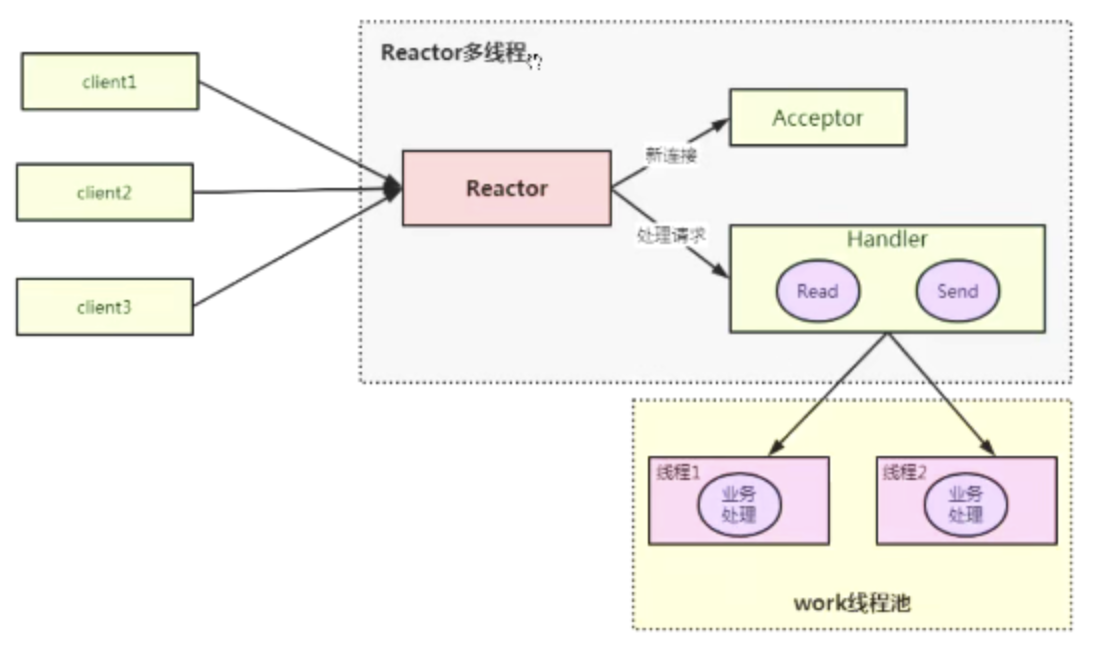 Reactor多线程
client1
client2
client3
Reactor
新连接
处理请求
Acceptor
Handler
Read
Send
线程1
业务
处理
线程2
业务
处理
work线程池